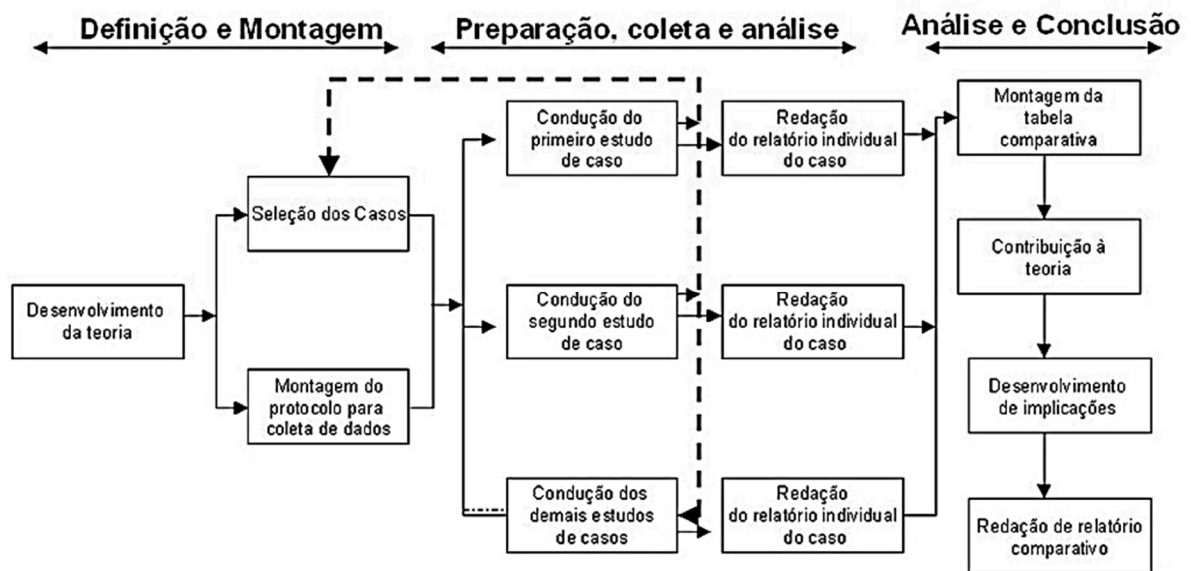 Definição e Montagem
Preparação, coleta e análise
Análise e Conclusão
Desenvolvimento
da teoria
Seleção dos Casos
Montagem do
protocolo para
coleta de dados
Condução do
primeiro estudo
de caso
Redação
do relatório individual
do caso
Condução do
segundo estudo
de caso
Redação
do relatório individual
do caso
Condução dos
demais estudos
de casos
Redação
do relatório individual
do caso
Montagem da
tabela
comparativa
Contribuição à
teoria
Desenvolvimento
de implicações
Redação de relatório
comparativo